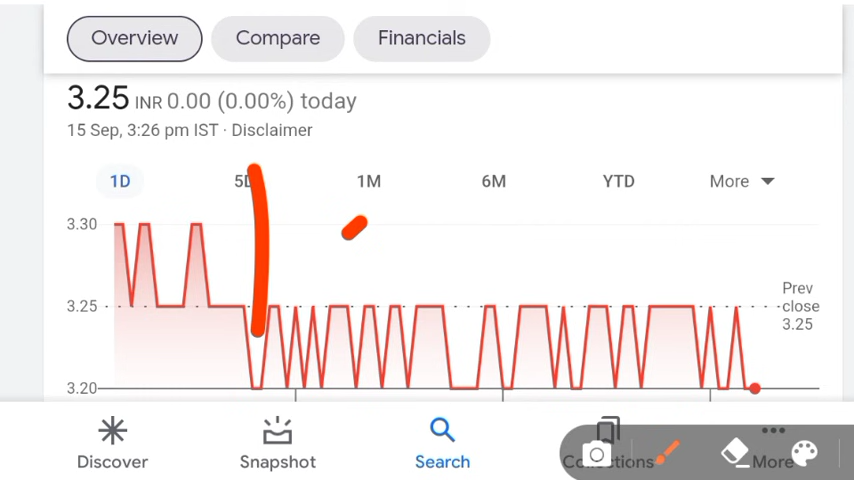 Overview Compare Financials
3.25 INR 0.00 (0.00%) today
15 Sep, 3:26 pm IST · Disclaimer
1D 5D 1M 6M YTD More
3.30
3.25
3.20
Prev
close
3.25
Discover Snapshot Search Collections More